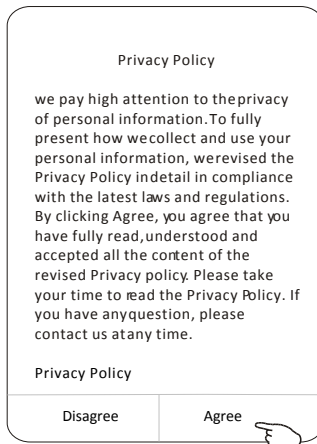 Privacy Policy
we pay high attention to theprivacy
of personal information.To fully
present how wecollect and use your
personal information, werevised the
Privacy Policy indetail in compliance
with the latest laws and regulations.
By clicking Agree, you agree that you
have fully read,understood and
accepted all the content of the
revised Privacy policy. Please take
your time to read the Privacy Policy. If
you have anyquestion, please
contact us atany time.
Privacy Policy
Disagree Agree